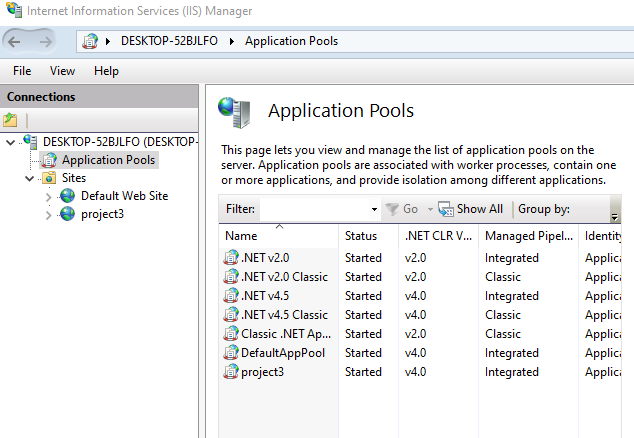 Internet Information Services (IIS) Manager
DESKTOP-52BJLFO Application Pools
File View Help
Connections
DESKTOP-52BJLFO (DESKTOP-
Application Pools
Sites
Default Web Site
project3
Application Pools
This page lets you view and manage the list of application pools on the
server. Application pools are associated with worker processes, contain one
or more applications, and provide isolation among different applications.
Filter: Go Show All Group by:
Name Status .NET CLR V... Managed Pipel... Identity
.NET v2.0 Started v2.0 Integrated Applica
.NET v2.0 Classic Started v2.0 Classic Applica
.NET v4.5 Started v4.0 Integrated Applica
.NET v4.5 Classic Started v4.0 Classic Applica
Classic .NET Ap... Started v2.0 Classic Applica
DefaultAppPool Started v4.0 Integrated Applica
project3 Started v4.0 Integrated Applica